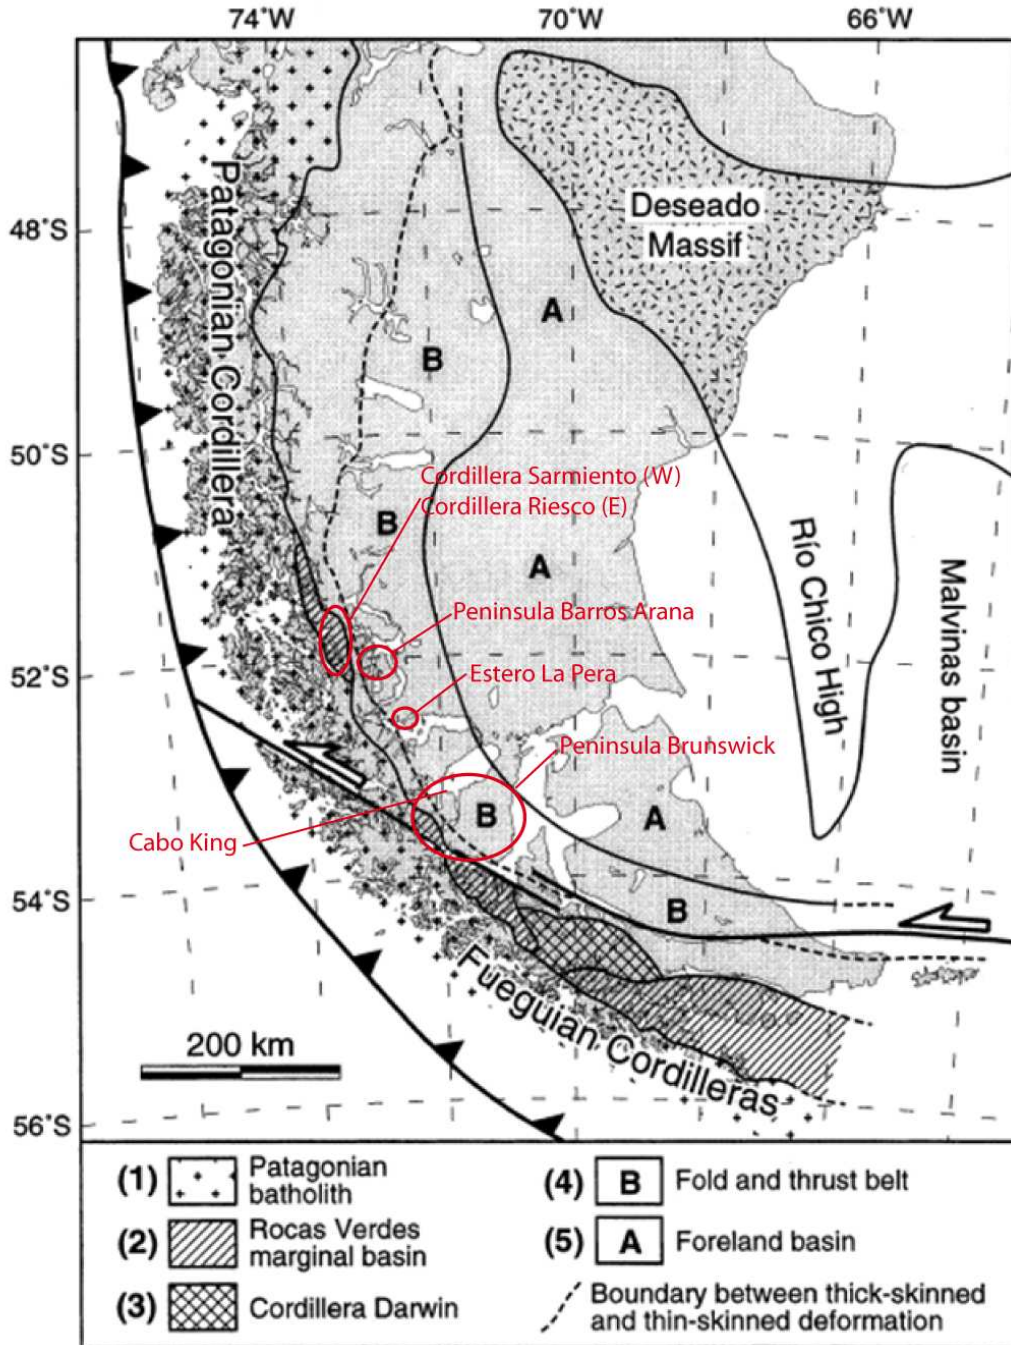 74°W
70°W
66°W
48°S
50°S
52°S
54°S
56°S
Patagonian Cordillera
Deseado
Massif
A
B
Cordillera Sarmiento (W)
Cordillera Riesco (E)
B
A
Río Chico High
Malvinas basin
Peninsula Barros Arana
Estero La Pera
Peninsula Brunswick
B
A
Cabo King
B
Fueguian Cordilleras
200 km
(1) Patagonian
batholith
(2) Rocas Verdes
marginal basin
(3) Cordillera Darwin
(4) B Fold and thrust belt
(5) A Foreland basin
Boundary between thick-skinned
and thin-skinned deformation